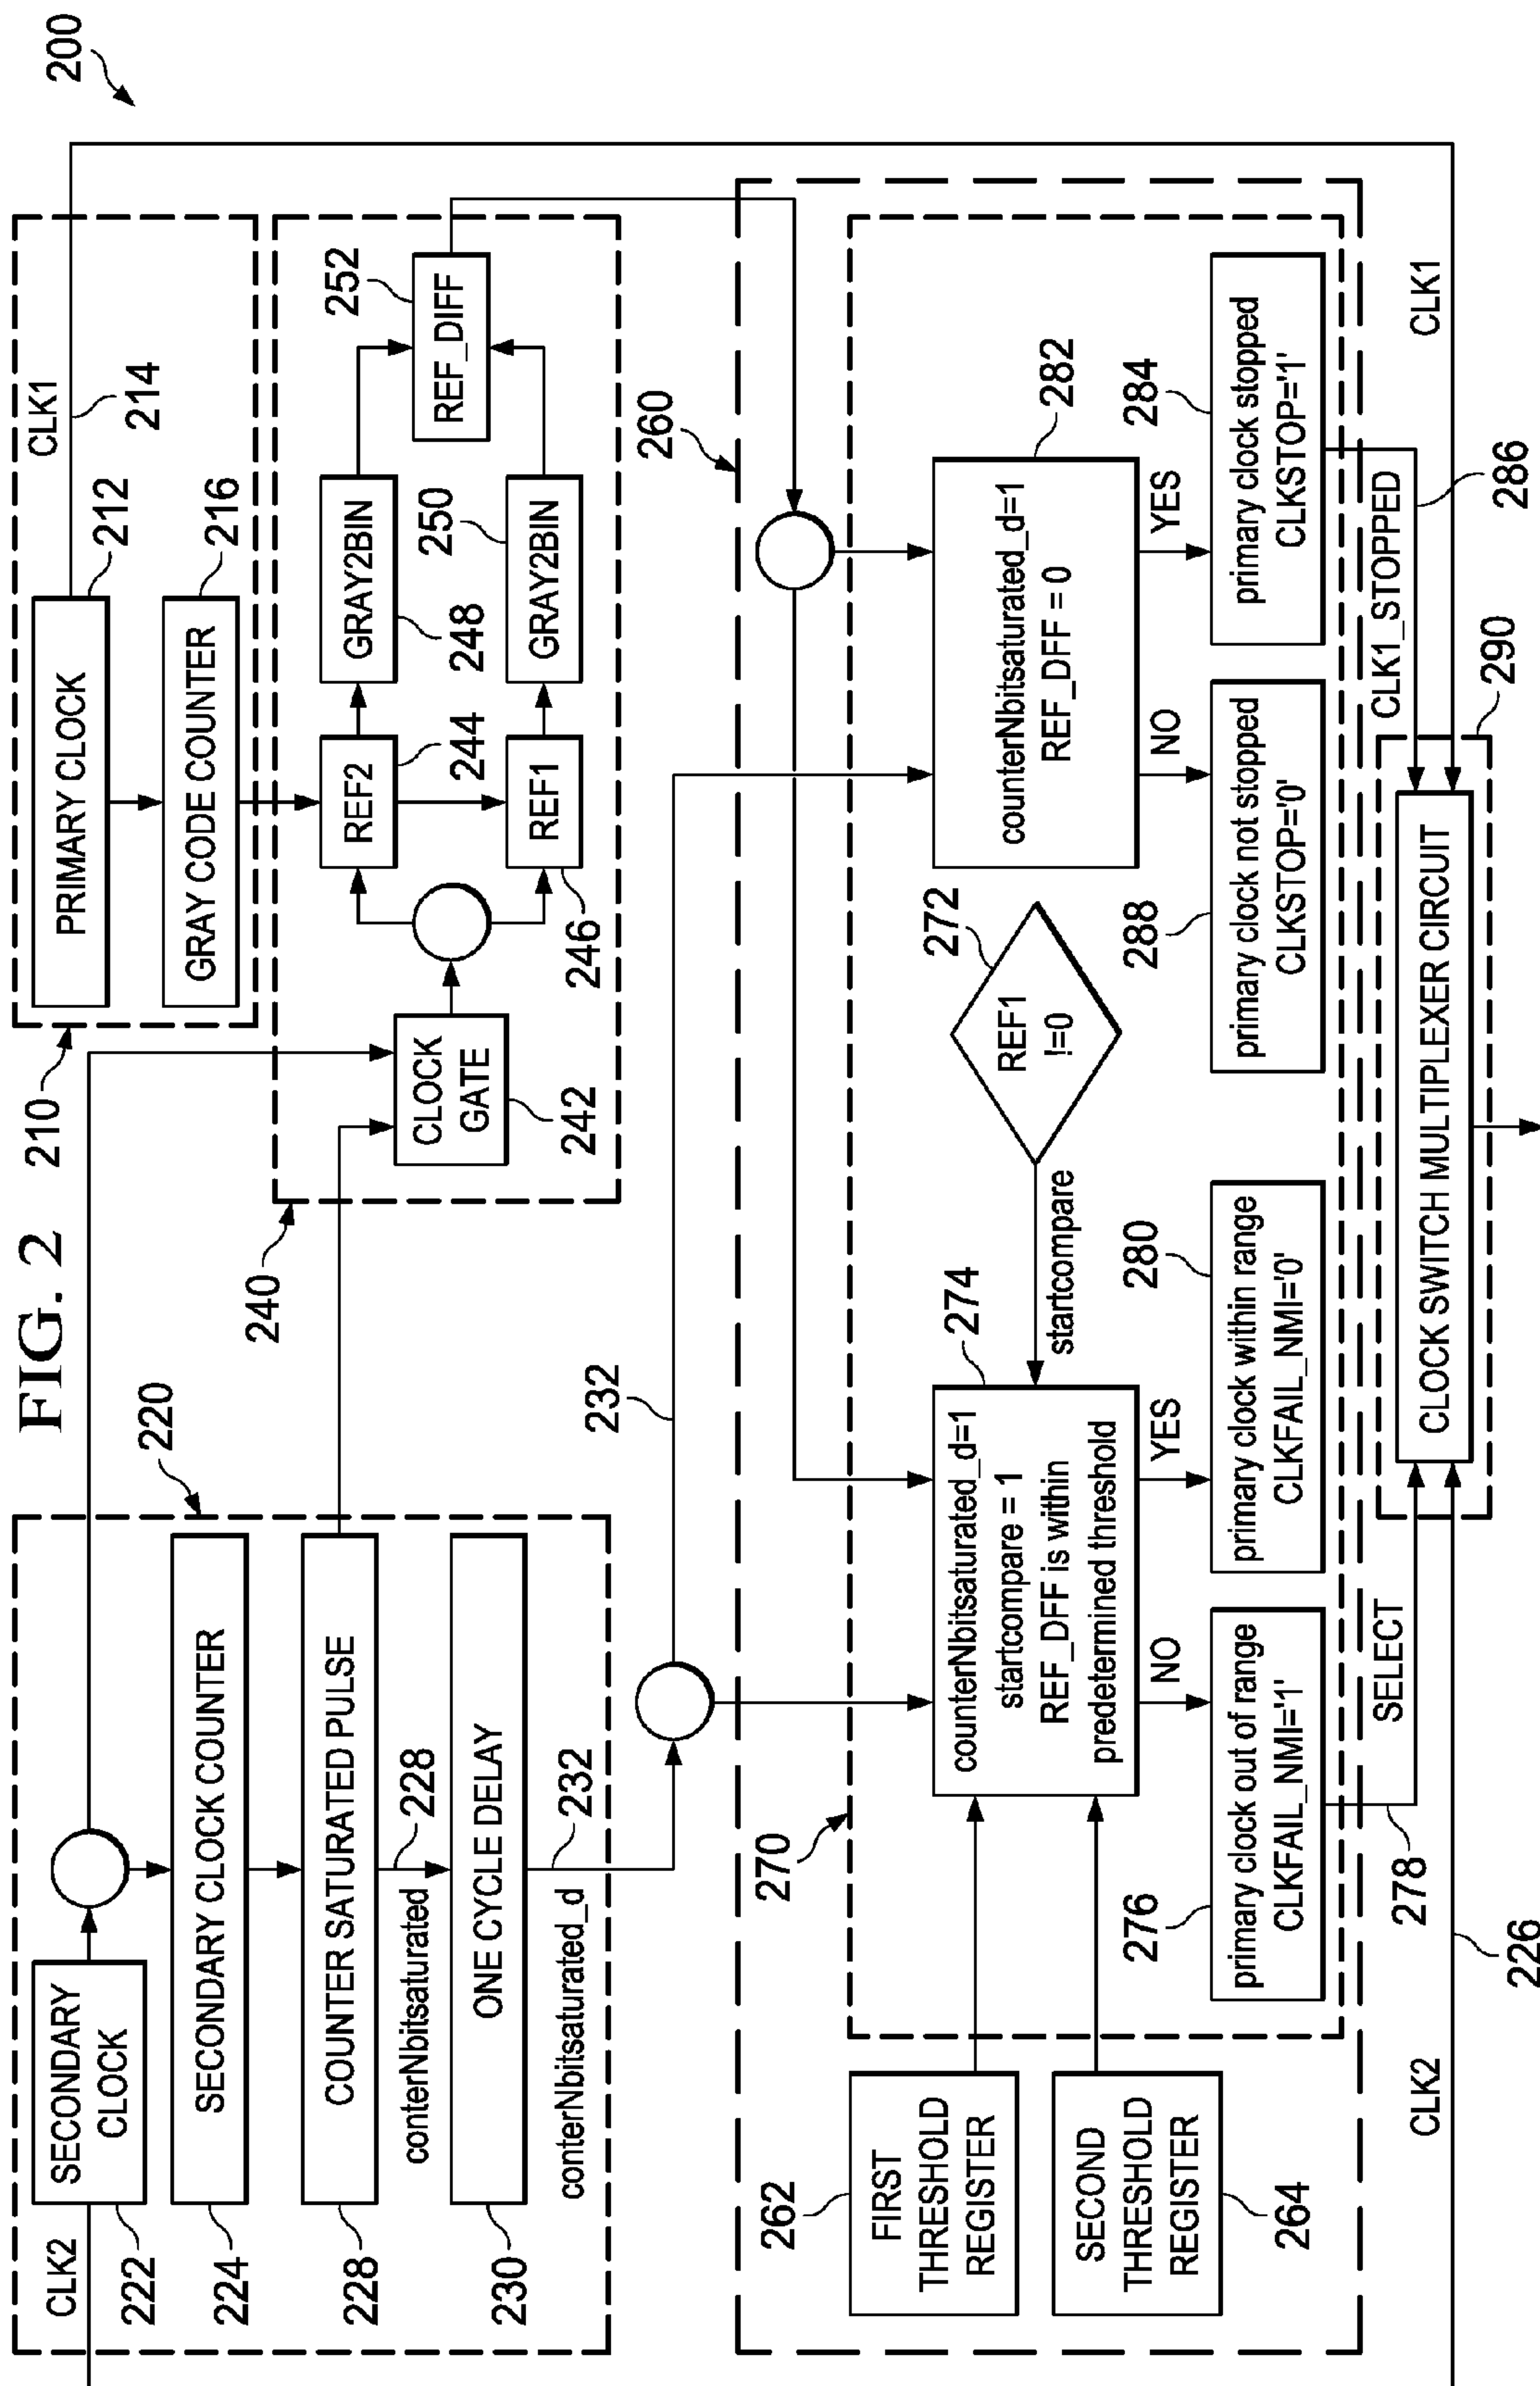 FIG. 2
200
220
SECONDARY
CLOCK
CLK2
222
SECONDARY CLOCK COUNTER
224
COUNTER SATURATED PULSE
228
conterNbitsaturated
228
ONE CYCLE DELAY
230
conterNbitsaturated_d
232
210
PRIMARY CLOCK
212
CLK1
214
GRAY CODE COUNTER
216
240
CLOCK
GATE
242
REF2
244
REF1
246
GRAY2BIN
248
GRAY2BIN
250
REF_DIFF
252
232
260
262
FIRST
THRESHOLD
REGISTER
SECOND
THRESHOLD
REGISTER
264
270
counterNbitsaturated_d=1
startcompare = 1
REF_DFF is within
predetermined threshold
274
startcompare
REF1
!=0
272
counterNbitsaturated_d=1
REF_DFF = 0
282
NO
YES
NO
YES
276
primary clock out of range
CLKFAIL_NMI='1'
278
primary clock within range
CLKFAIL_NMI='0'
280
primary clock not stopped
CLKSTOP='0'
288
primary clock stopped
CLKSTOP='1'
284
SELECT
CLK1_STOPPED
286
CLK2
226
CLOCK SWITCH MULTIPLEXER CIRCUIT
290
CLK1